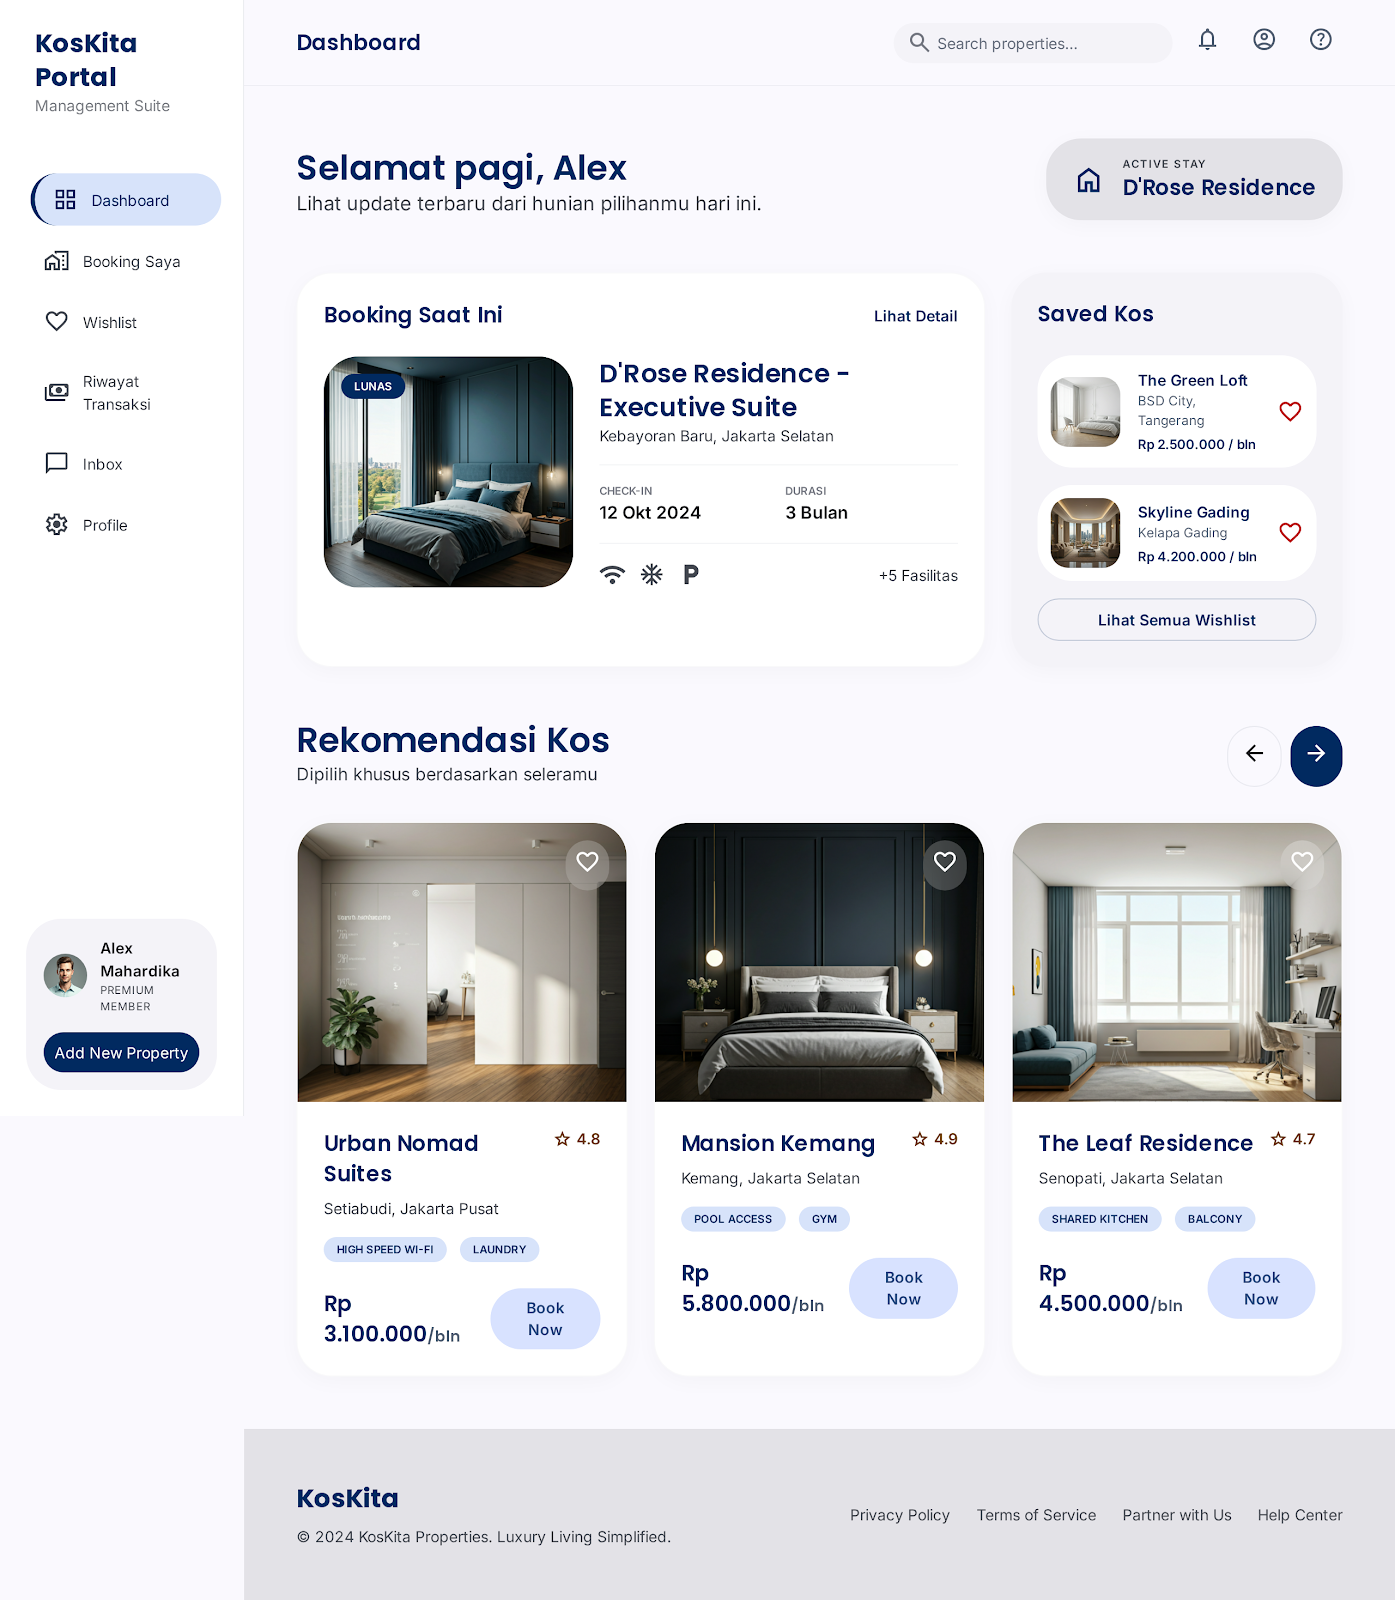 KosKita
Portal
Management Suite
Dashboard
Booking Saya
Wishlist
Riwayat
Transaksi
Inbox
Profile
Alex
Mahardika
PREMIUM
MEMBER
Add New Property
Dashboard
Search properties...
Selamat pagi, Alex
Lihat update terbaru dari hunian pilihanmu hari ini.
ACTIVE STAY
D'Rose Residence
Booking Saat Ini
Lihat Detail
LUNAS
D'Rose Residence -
Executive Suite
Kebayoran Baru, Jakarta Selatan
CHECK-IN
12 Okt 2024
DURASI
3 Bulan
P
+5 Fasilitas
Saved Kos
The Green Loft
BSD City,
Tangerang
Rp 2.500.000 / bln
Skyline Gading
Kelapa Gading
Rp 4.200.000 / bln
Lihat Semua Wishlist
Rekomendasi Kos
Dipilih khusus berdasarkan seleramu
Urban Nomad
Suites
4.8
Setiabudi, Jakarta Pusat
HIGH SPEED WI-FI
LAUNDRY
Rp
3.100.000/bln
Book
Now
Mansion Kemang
4.9
Kemang, Jakarta Selatan
POOL ACCESS
GYM
Rp
5.800.000/bln
Book
Now
The Leaf Residence
4.7
Senopati, Jakarta Selatan
SHARED KITCHEN
BALCONY
Rp
4.500.000/bln
Book
Now
KosKita
© 2024 KosKita Properties. Luxury Living Simplified.
Privacy Policy
Terms of Service
Partner with Us
Help Center